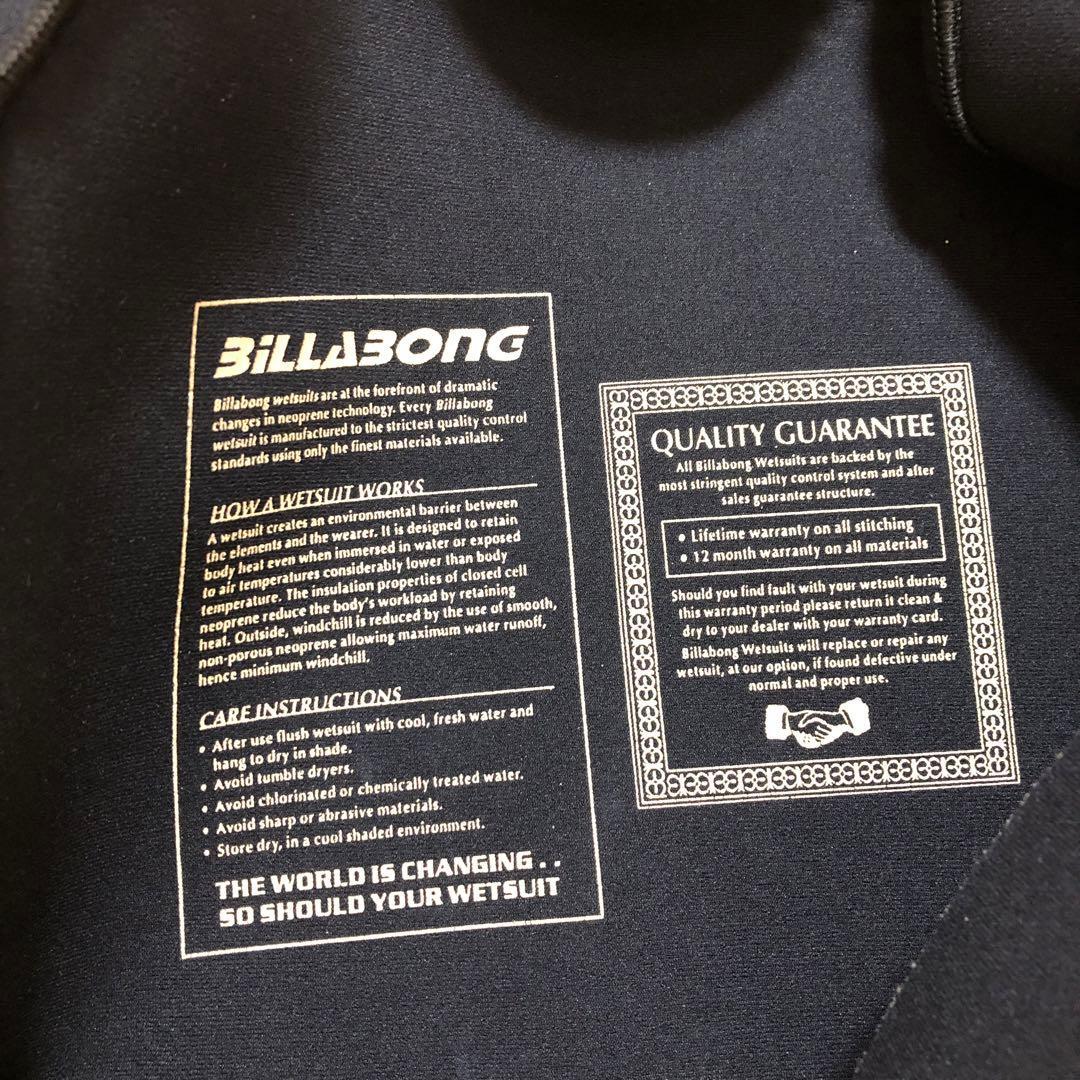 BILLABONG
Billabong wetsuits are at the forefront of dramatic
changes in neoprene technology. Every Billabong
wetsuit is manufactured to the strictest quality control
standards using only the finest materials available.
HOW A WETSUIT WORKS
A wetsuit creates an environmental barrier between
the elements and the wearer. It is designed to retain
body heat even when immersed in water or exposed
to air temperatures considerably lower than body
temperature. The insulation properties of closed cell
neoprene reduce the body's workload by retaining
heat. Outside, windchill is reduced by the use of smooth,
non-porous neoprene allowing maximum water runoff,
hence minimum windchill.
CARE INSTRUCTIONS
• After use flush wetsuit with cool, fresh water and
hang to dry in shade.
• Avoid tumble dryers.
• Avoid chlorinated or chemically treated water.
• Avoid sharp or abrasive materials.
• Store dry, in a cool shaded environment.
THE WORLD IS CHANGING . .
SO SHOULD YOUR WETSUIT
QUALITY GUARANTEE
All Billabong Wetsuits are backed by the
most stringent quality control system and after
sales guarantee structure.
• Lifetime warranty on all stitching
• 12 month warranty on all materials
Should you find fault with your wetsuit during
this warranty period please return it clean &
dry to your dealer with your warranty card.
Billabong Wetsuits will replace or repair any
wetsuit, at our option, if found defective under
normal and proper use.